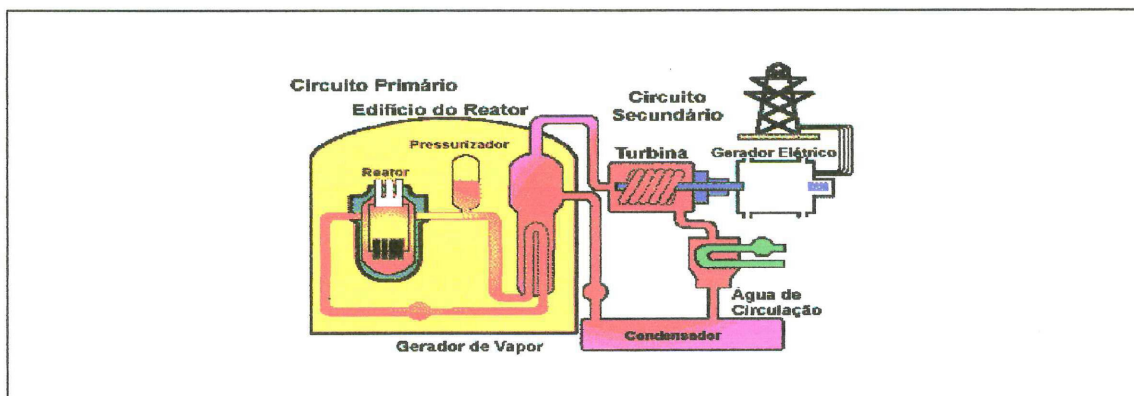 Circuito Primário
Edifício do Reator
Pressurizador
Reator
Circuito
Secundário
Turbina
Gerador Elétrico
Água de
Circulação
Condensador
Gerador de Vapor